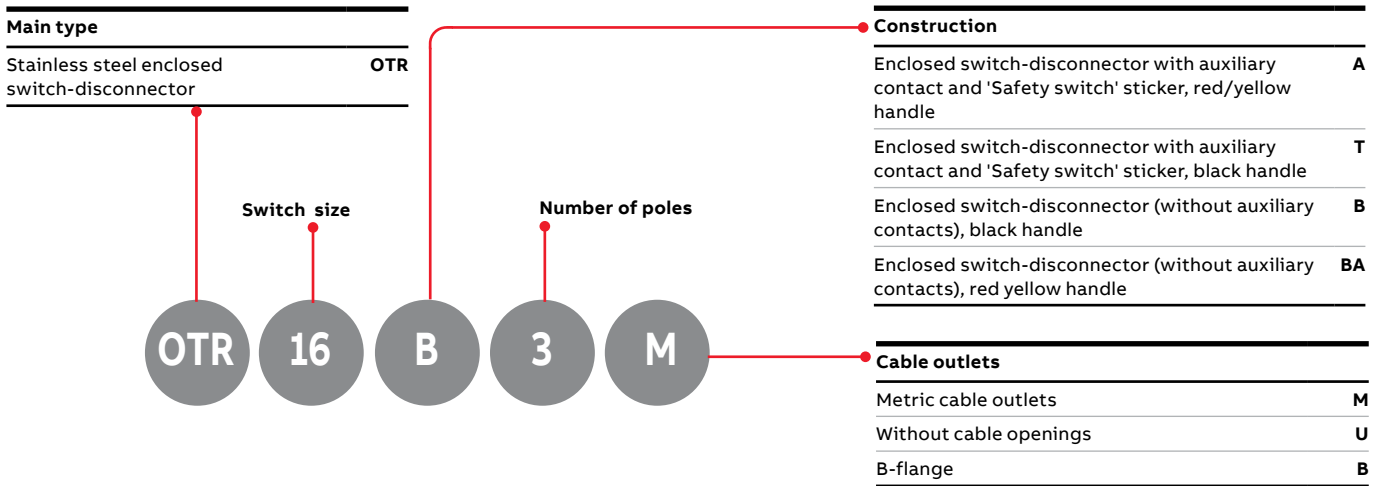 Main type
Stainless steel enclosed OTR
switch-disconnector
Switch size
Number of poles
OTR 16 B 3 M
Construction
Enclosed switch-disconnector with auxiliary A
contact and 'Safety switch' sticker, red/yellow
handle
Enclosed switch-disconnector with auxiliary T
contact and 'Safety switch' sticker, black handle
Enclosed switch-disconnector (without auxiliary B
contacts), black handle
Enclosed switch-disconnector (without auxiliary BA
contacts), red yellow handle
Cable outlets
Metric cable outlets M
Without cable openings U
B-flange B